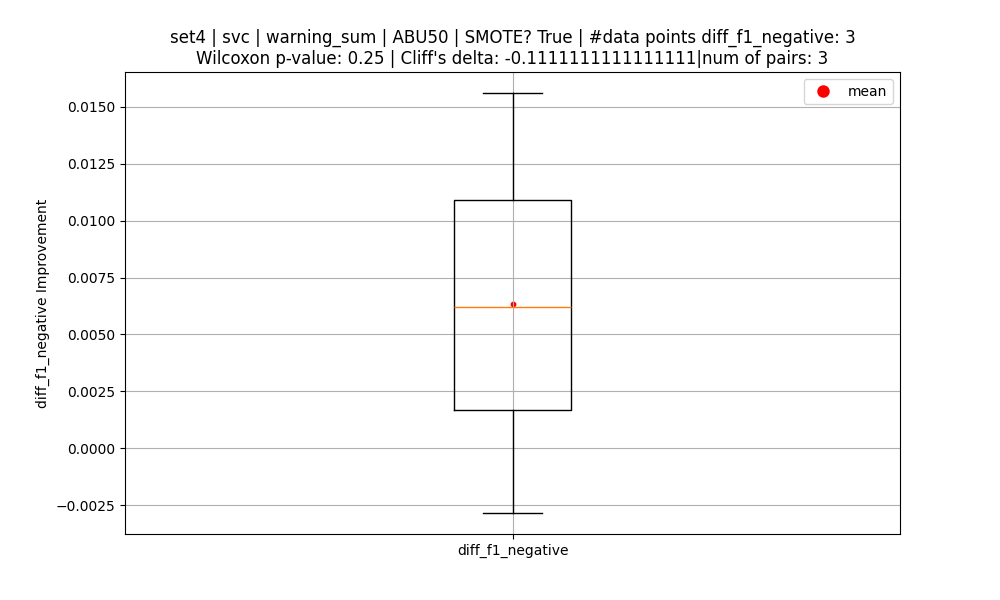 set4 | svc | warning_sum | ABU50 | SMOTE? True | #data points diff_f1_negative: 3
Wilcoxon p-value: 0.25 | Cliff's delta: -0.1111111111111111|num of pairs: 3
mean
0.0150
0.0125
0.0100
0.0075
0.0050
0.0025
0.0000
−0.0025
diff_f1_negative Improvement
diff_f1_negative